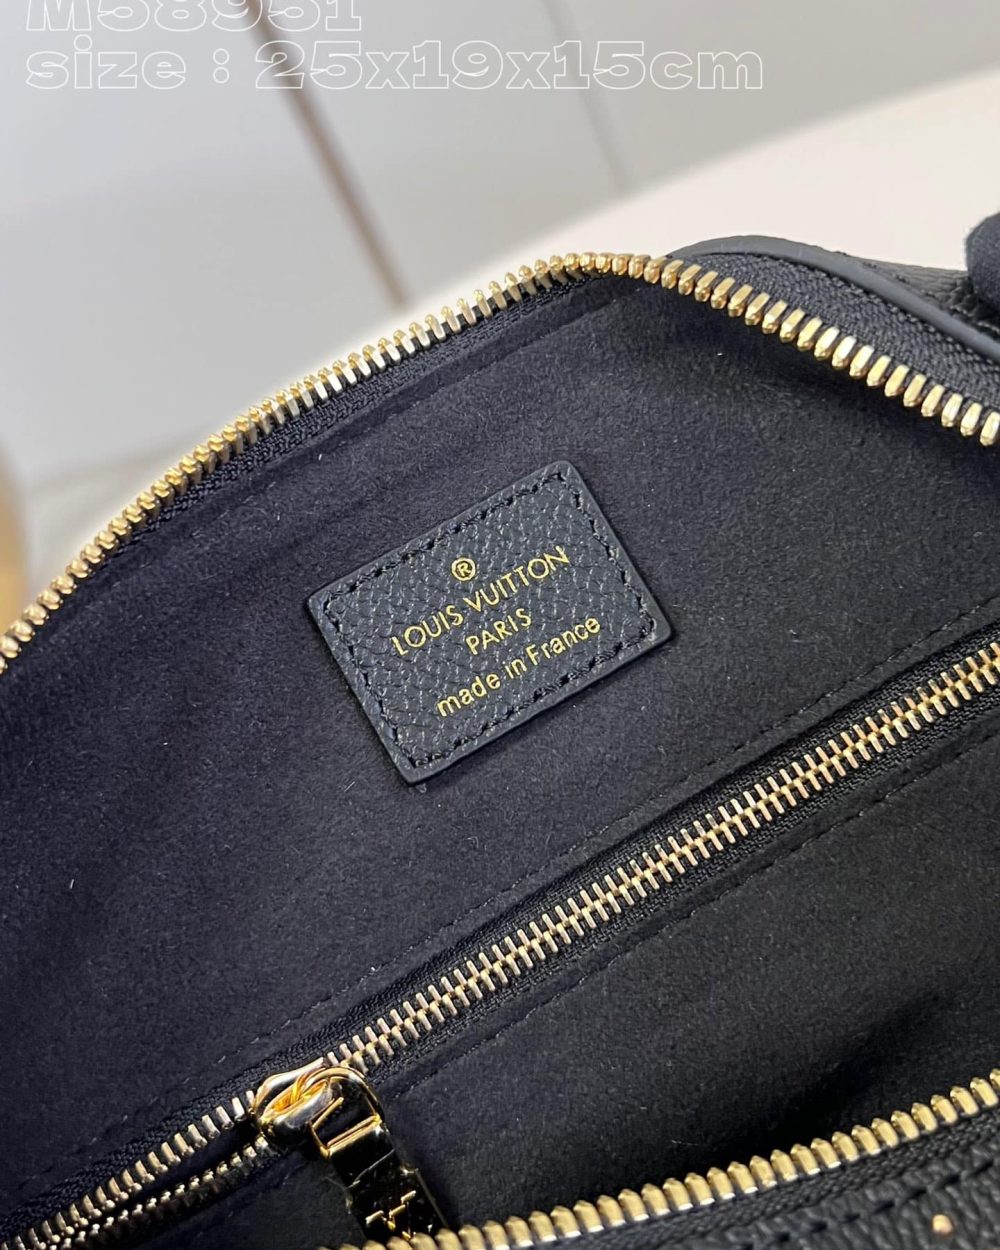 M58951
size : 25x19x15cm
®
LOUIS VUITTON
PARIS
made in France